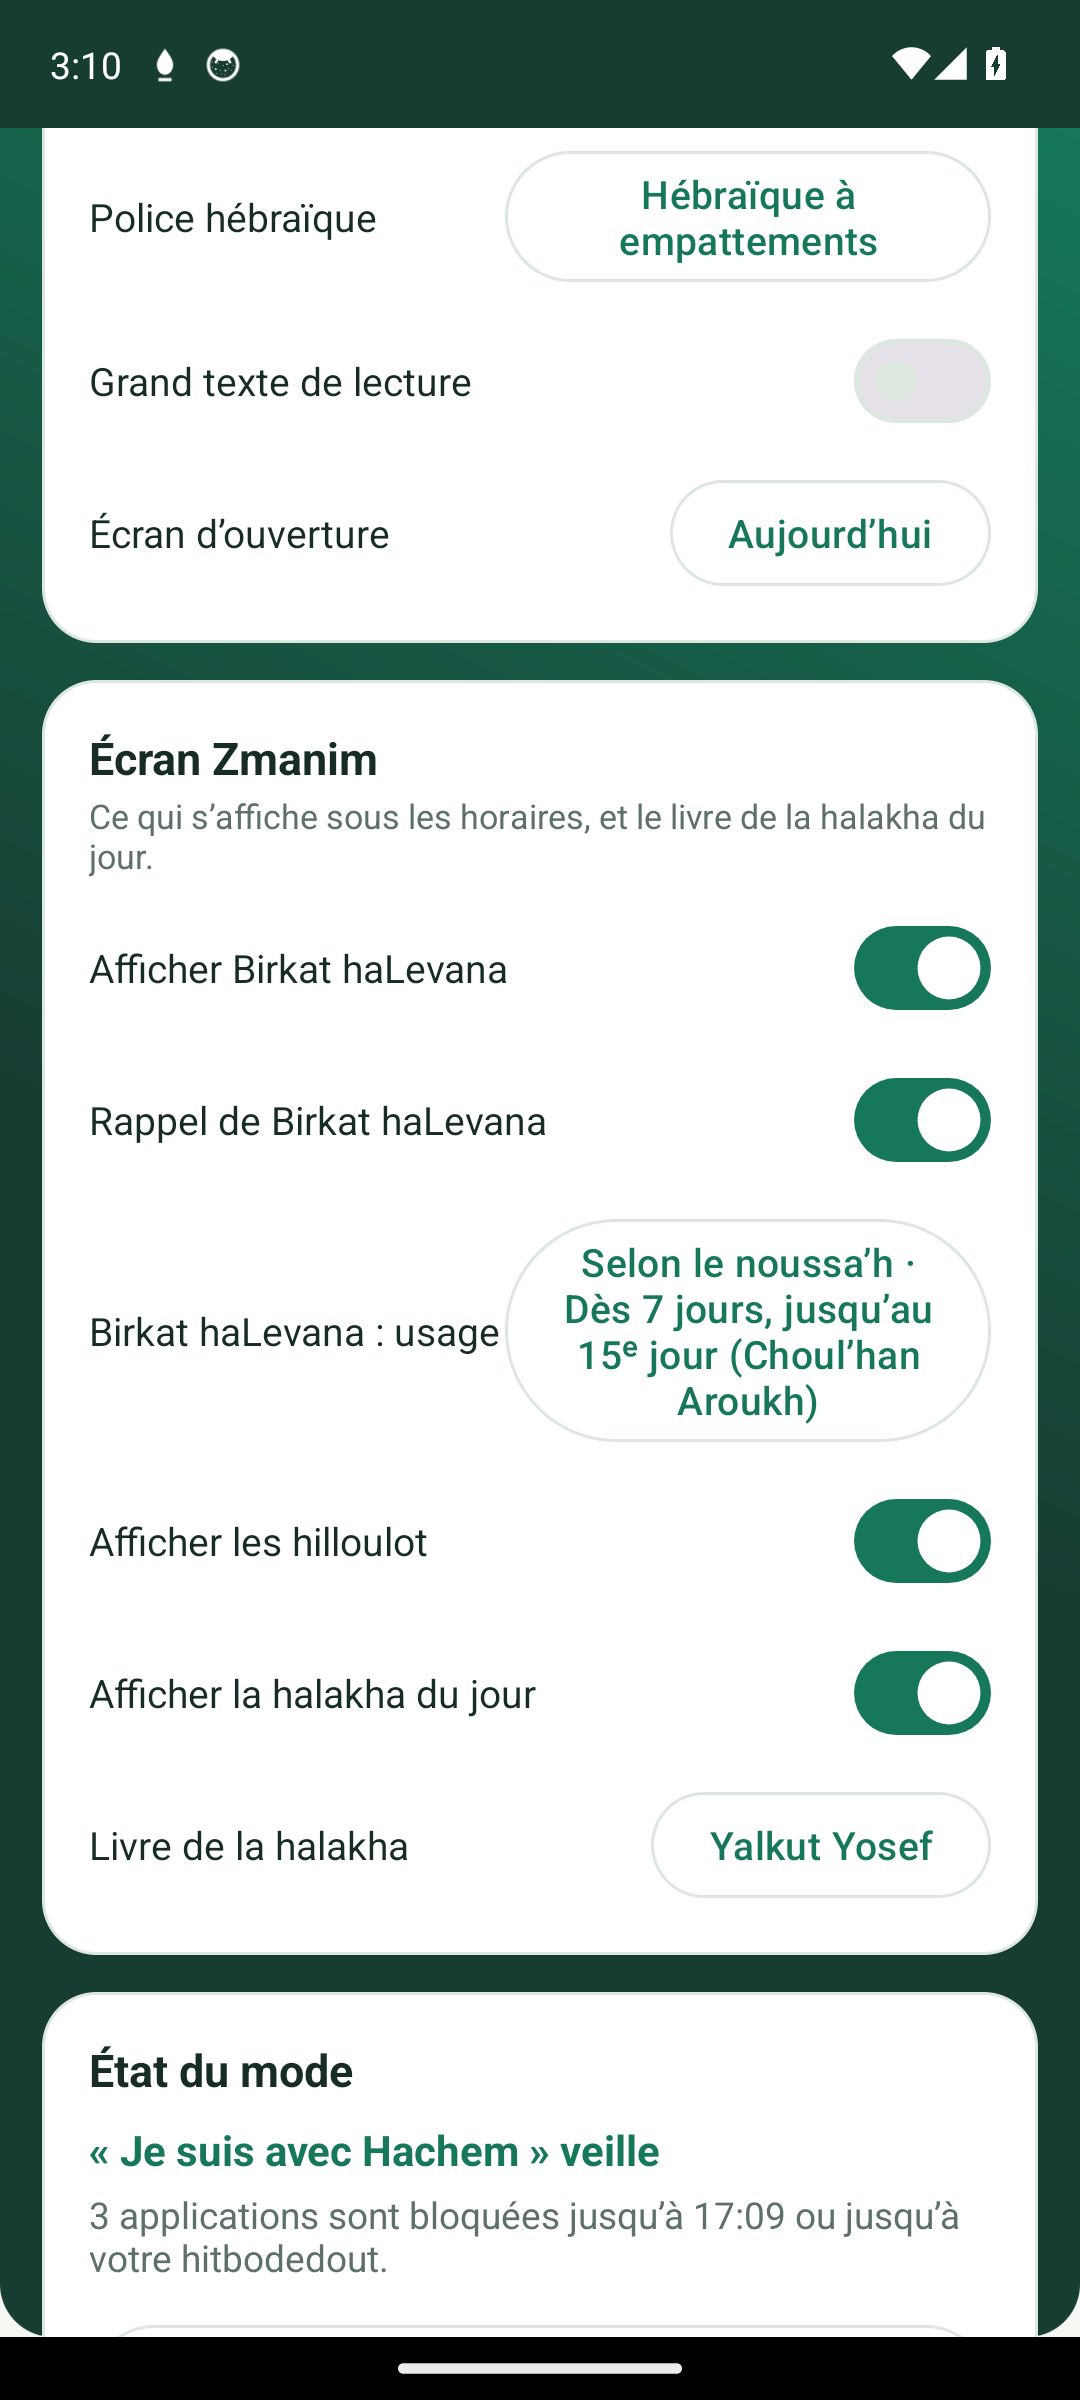 3:10
Police hébraïque
Hébraïque à
empattements
Grand texte de lecture
Écran d’ouverture
Aujourd’hui
Écran Zmanim
Ce qui s’affiche sous les horaires, et le livre de la halakha du
jour.
Afficher Birkat haLevana
Rappel de Birkat haLevana
Birkat haLevana : usage
Selon le noussa’h ·
Dès 7 jours, jusqu’au
15ᵉ jour (Choul’han
Aroukh)
Afficher les hilloulot
Afficher la halakha du jour
Livre de la halakha
Yalkut Yosef
État du mode
« Je suis avec Hachem » veille
3 applications sont bloquées jusqu’à 17:09 ou jusqu’à
votre hitbodedout.